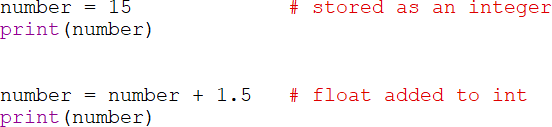 number = 15             # stored as an integer
print(number)
number = number + 1.5   # float added to int
print(number)